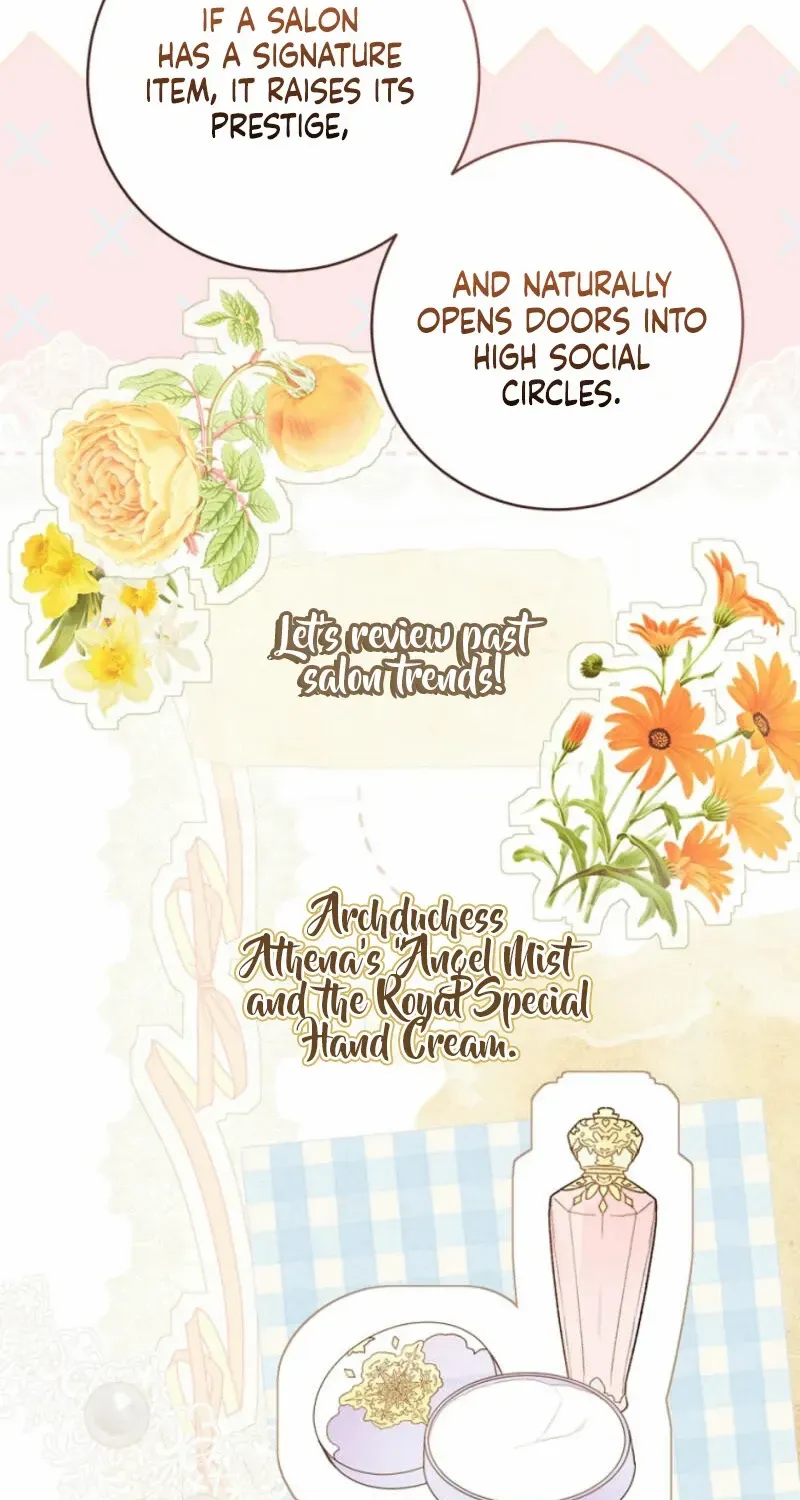 IF A SALON
HAS A SIGNATURE
ITEM, IT RAISES ITS
PRESTIGE,
AND NATURALLY
OPENS DOORS INTO
HIGH SOCIAL
CIRCLES.
Let's review past
salon trends!
Archduchess
Athena's "Angel Mist"
and the Royal Special
Hand Cream.